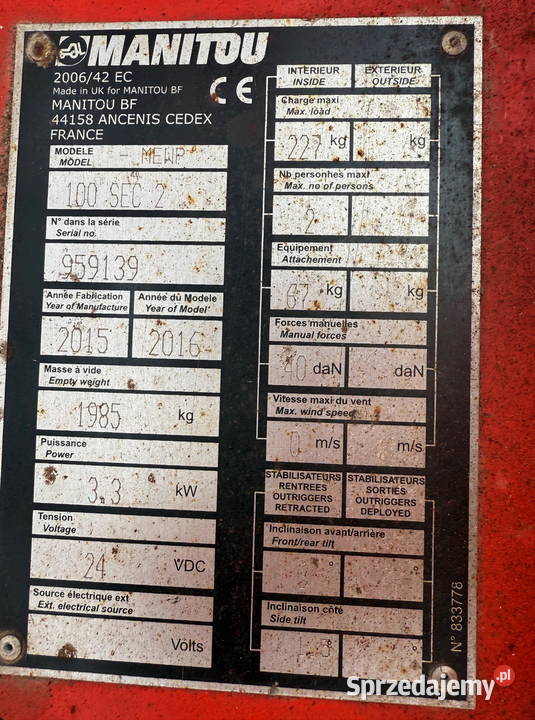 MANITOU
2006/42 EC
Made in UK for MANITOU BF
MANITOU BF
44158 ANCENIS CEDEX
FRANCE
CE
MODELE
MODEL
- MEWP
100 SEC 2
N° dans la série
Serial no.
959139
Année Fabrication
Year of Manufacture
2015
Année du Modele
Year of Model
2016
Masse à vide
Empty weight
1985 kg
Puissance
Power
3.3 kW
Tension
Voltage
24 VDC
Source électrique ext
Ext. electrical source
Volts
INTERIEUR
INSIDE
EXTERIEUR
OUTSIDE
Charge maxi
Max. load
227 kg
kg
Nb personhes maxi
Max. no of persons
2
Equipement
Attachement
67 kg
kg
Forces manuelles
Manual forces
40 daN
daN
Vitesse maxi du vent
Max. wind speed
0 m/s
m/s
STABILISATEURS
RENTREES
OUTRIGGERS
RETRACTED
STABILISATEURS
SORTIÉS
OUTRIGGERS
DEPLOYED
Inclinaison avant/arrière
Front/rear tilt
°
°
Inclinaison côté
Side tilt
°
°
N° 833778
Sprzedajemy.pl